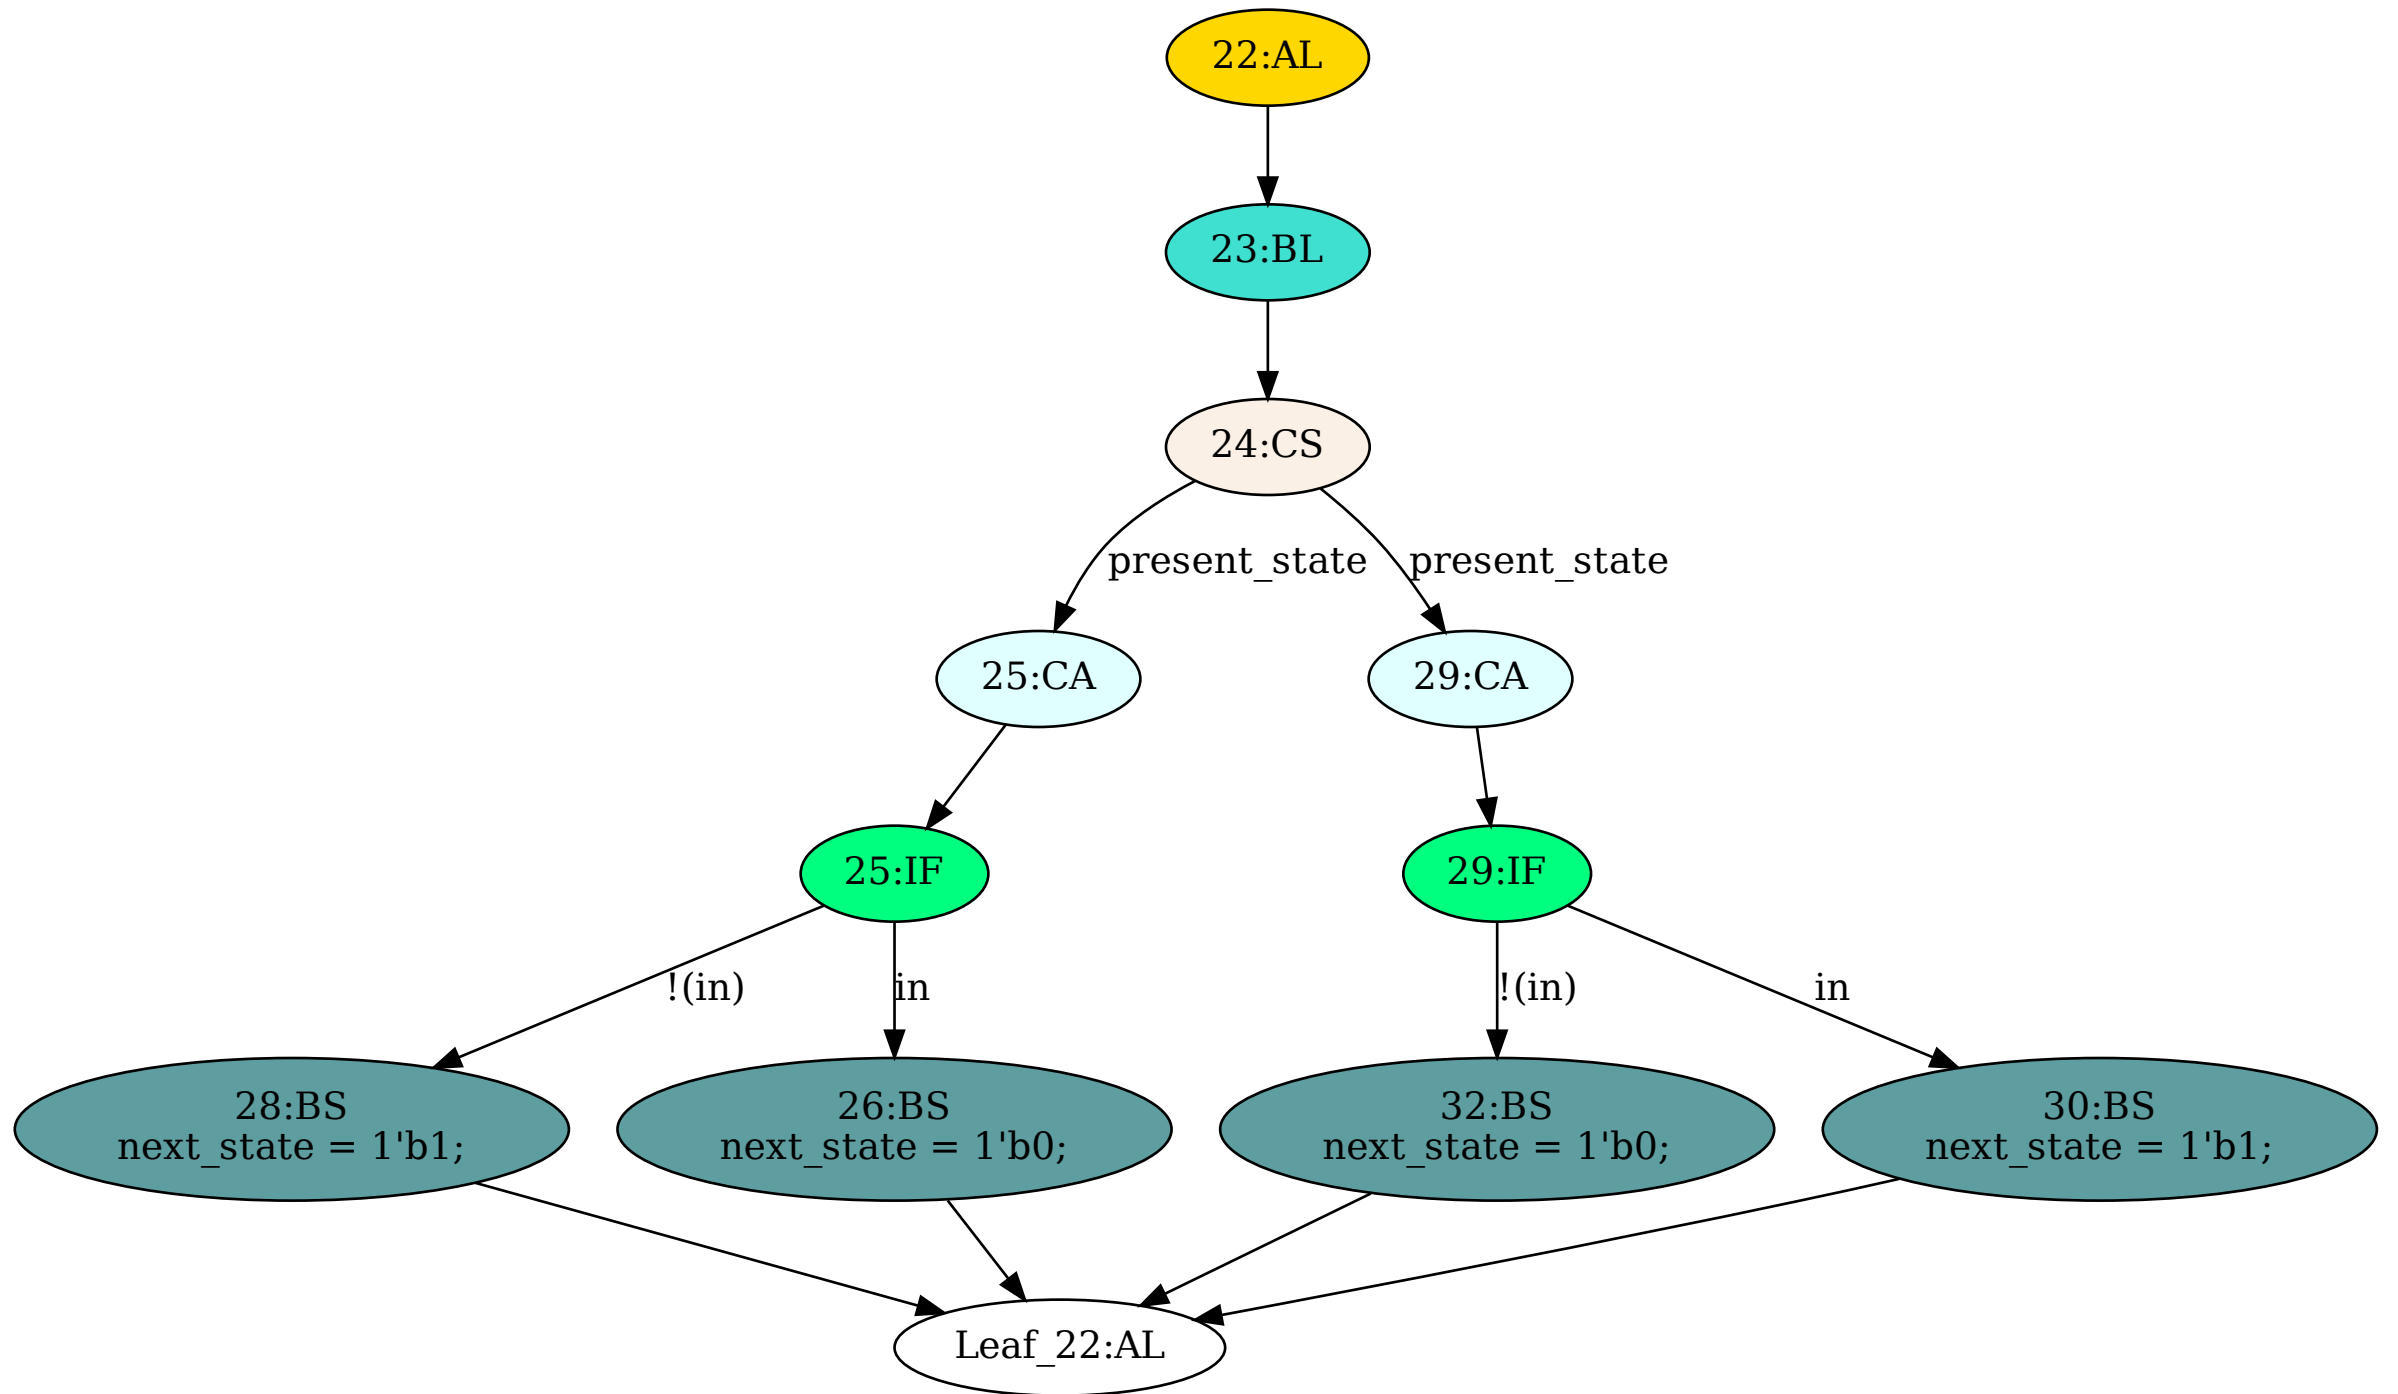 22:AL
23:BL
24:CS
present_state
present_state
25:CA
29:CA
25:IF
29:IF
!(in)
in
!(in)
in
28:BS
next_state = 1'b1;
26:BS
next_state = 1'b0;
32:BS
next_state = 1'b0;
30:BS
next_state = 1'b1;
Leaf_22:AL